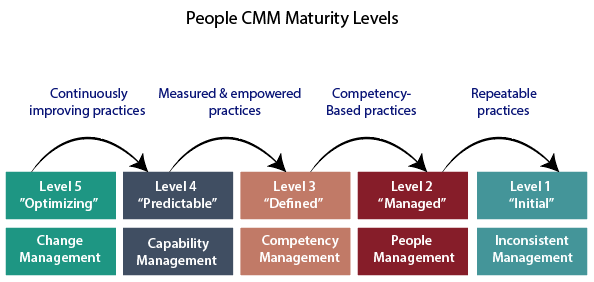 People CMM Maturity Levels
Continuously
improving practices
Measured & empowered
practices
Competency-
Based practices
Repeatable
practices
Level 5
”Optimizing”
Level 4
“Predictable”
Level 3
“Defined”
Level 2
“Managed”
Level 1
“Initial”
Change
Management
Capability
Management
Competency
Management
People
Management
Inconsistent
Management